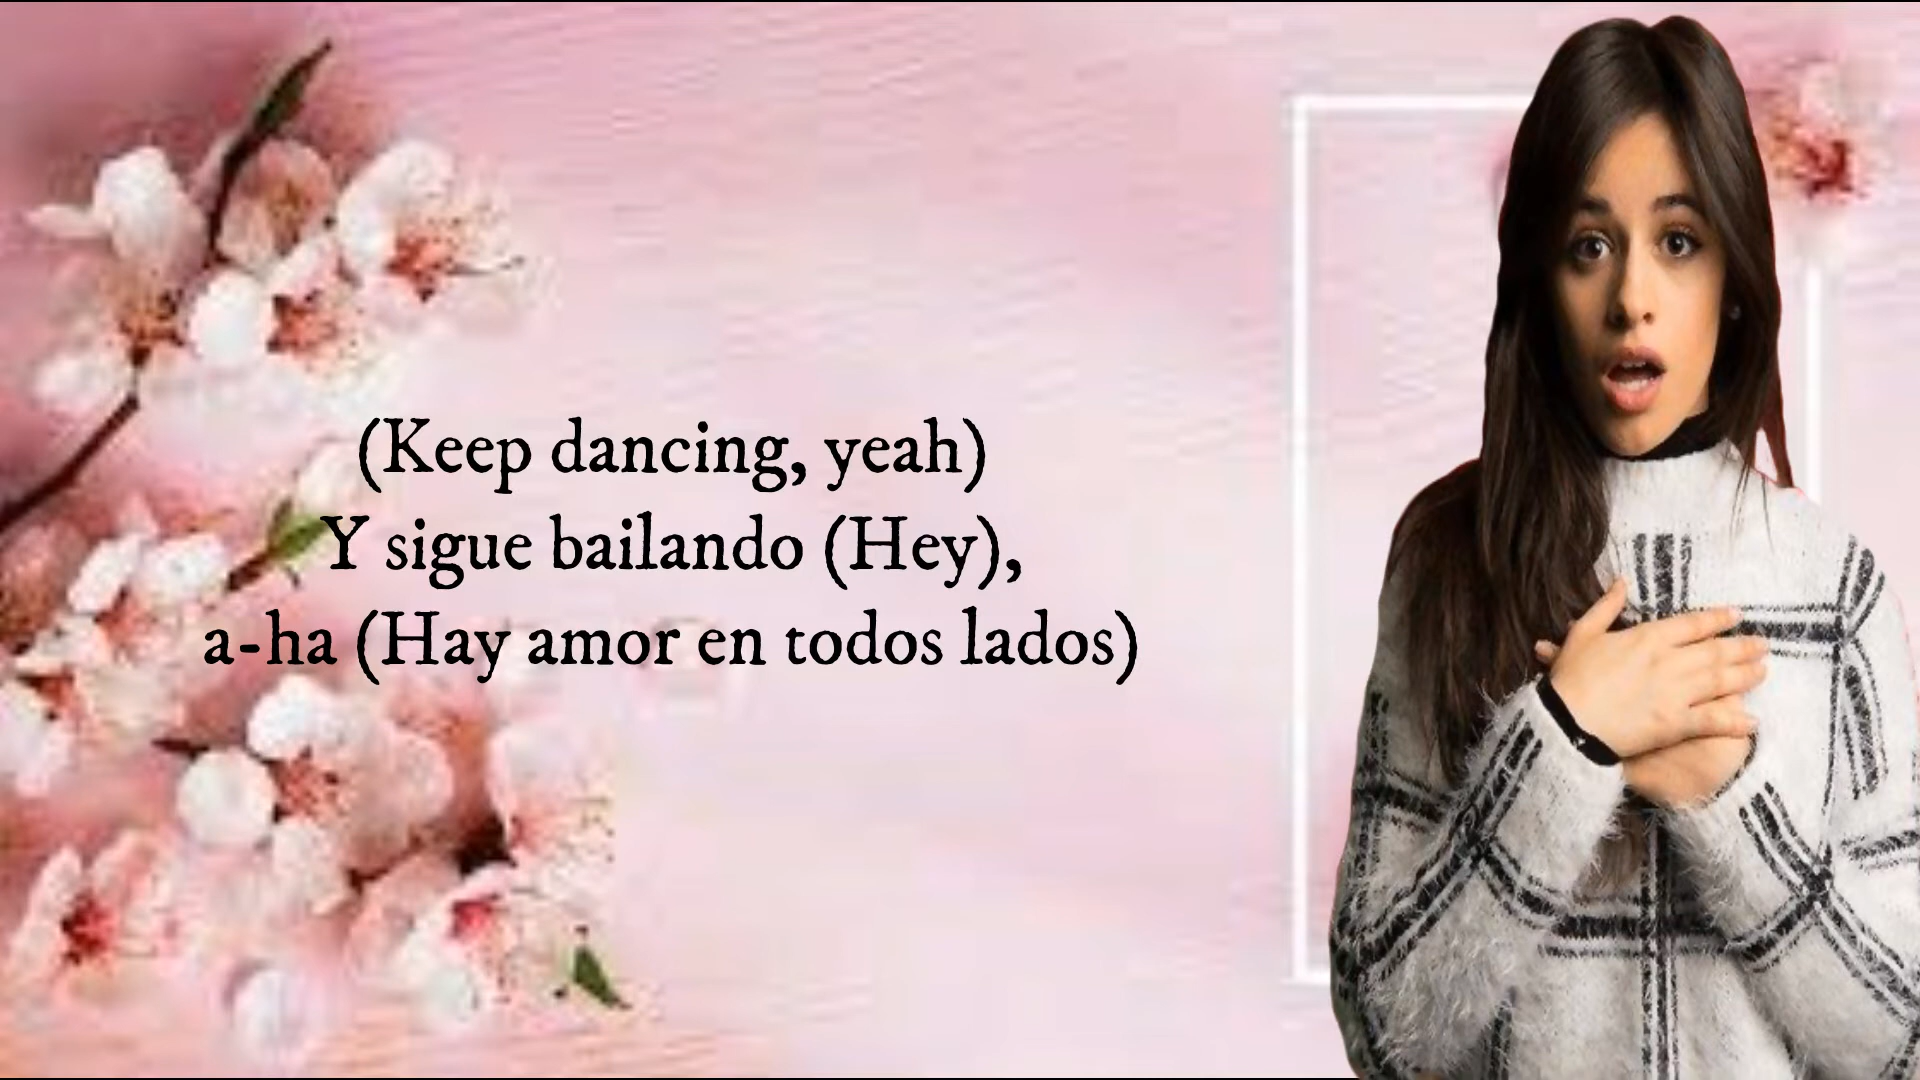 (Keep dancing, yeah)
Y sigue bailando (Hey),
a-ha (Hay amor en todos lados)